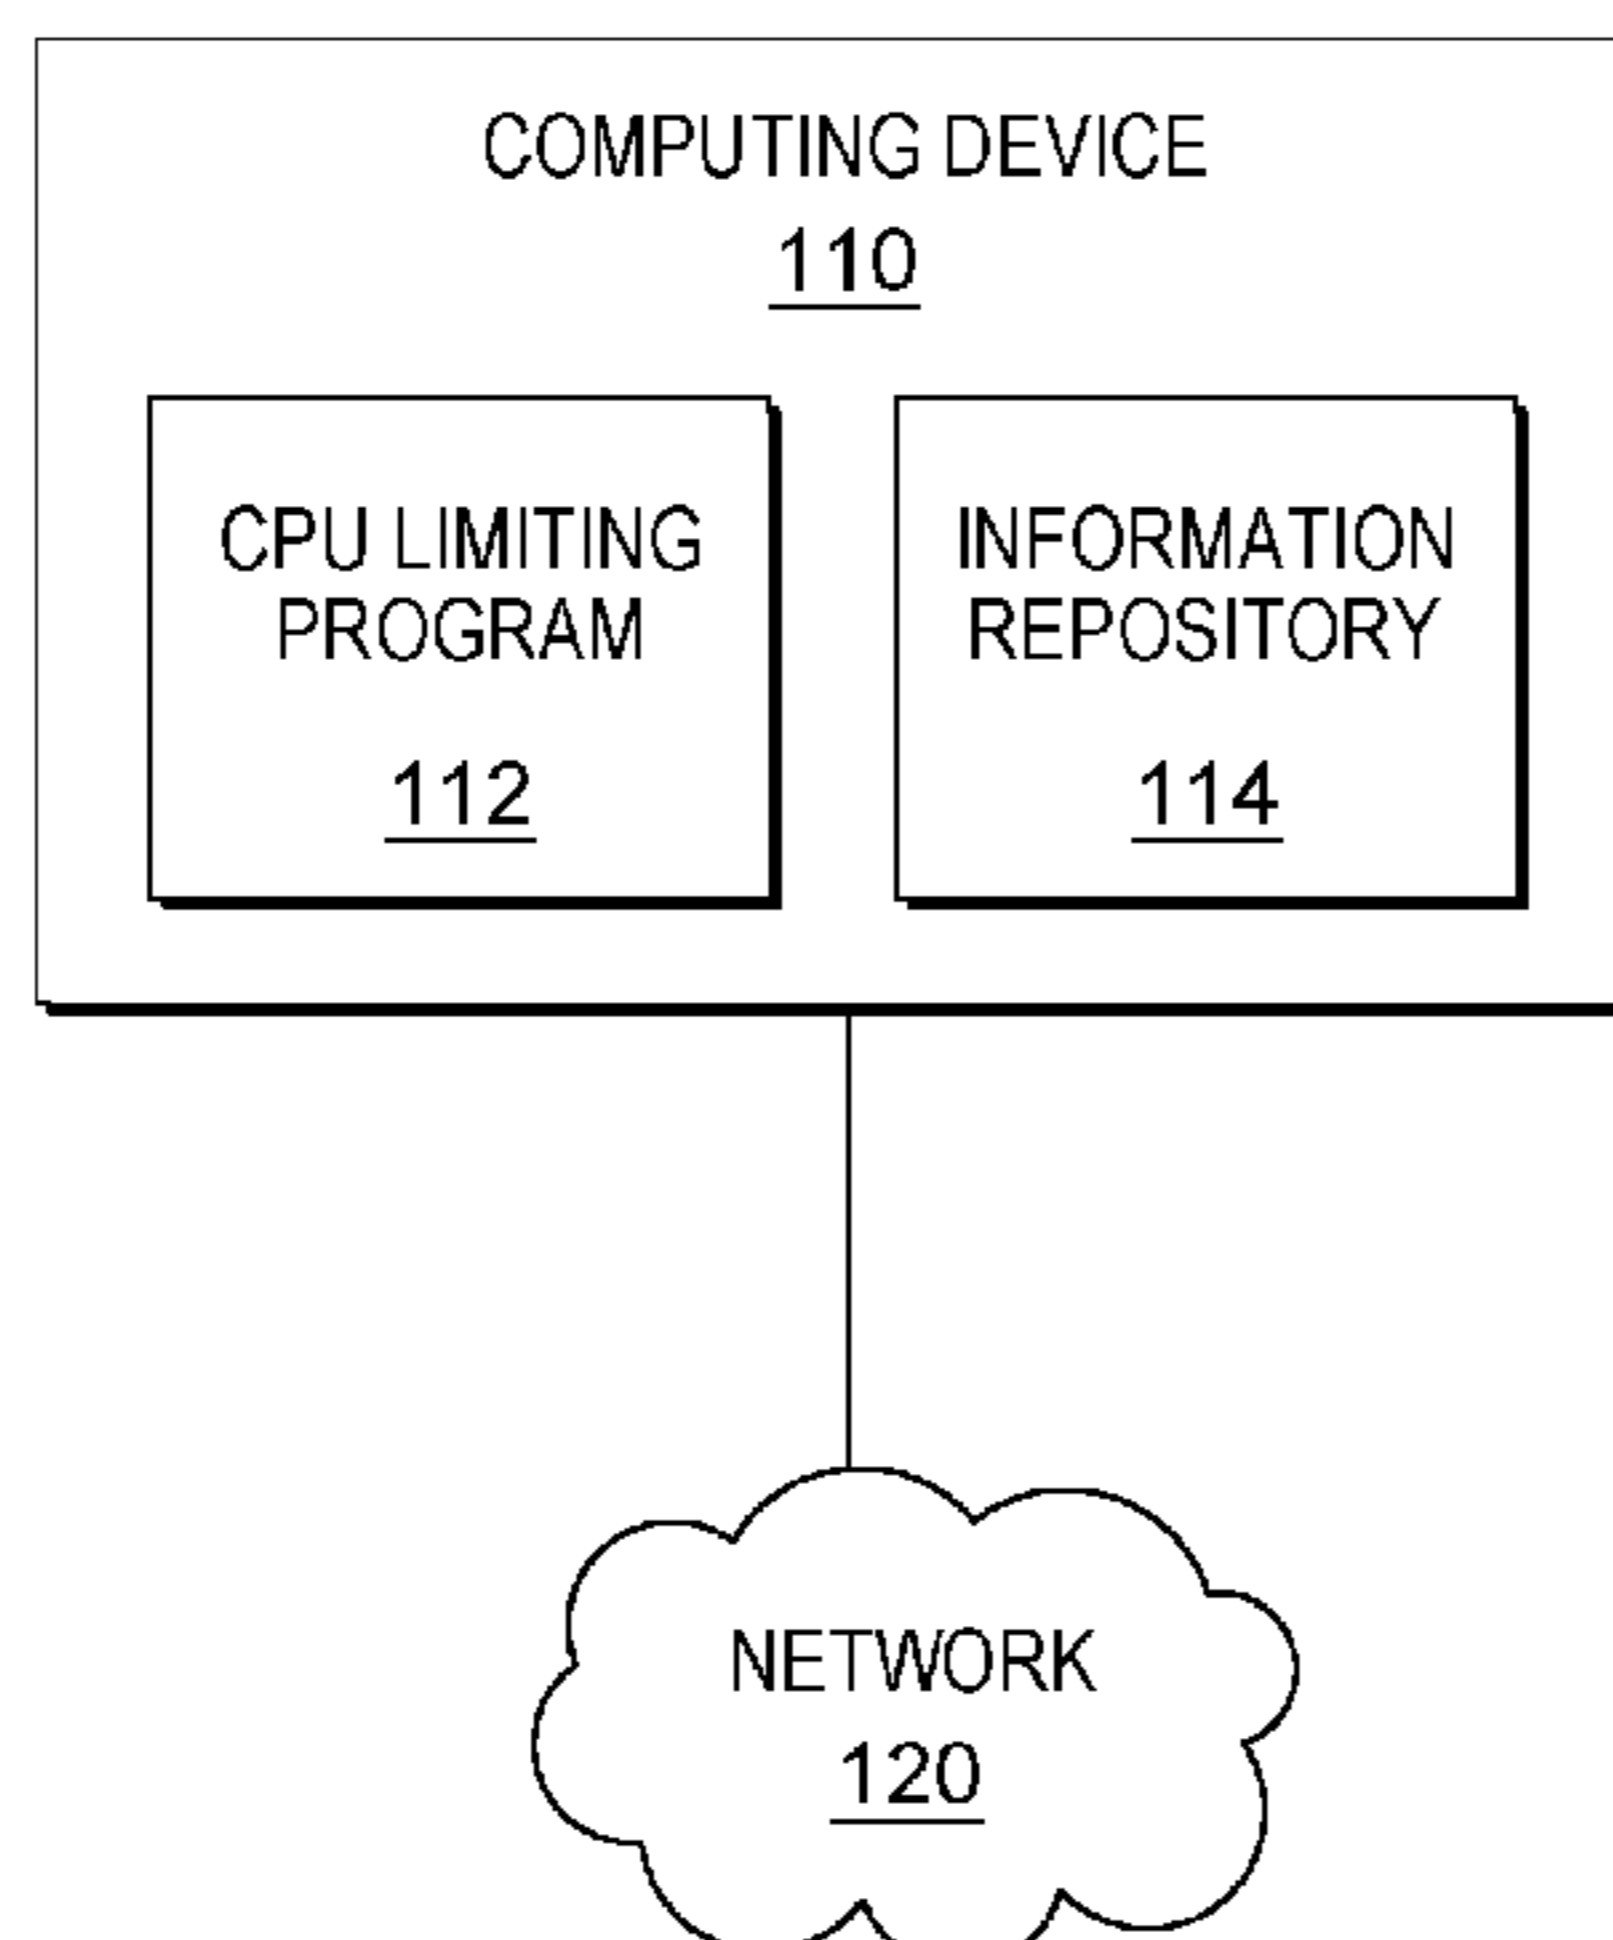 COMPUTING DEVICE
110
CPU LIMITING
PROGRAM
112
INFORMATION
REPOSITORY
114
NETWORK
120